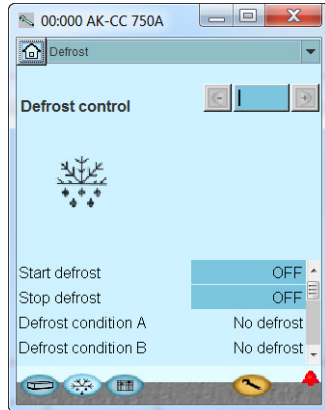 00:000 AK-CC 750A
Defrost
Defrost control
Start defrost OFF
Stop defrost OFF
Defrost condition A No defrost
Defrost condition B No defrost